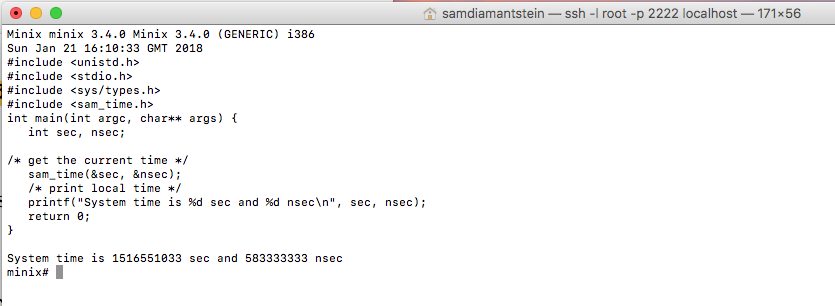 samdiamantstein — ssh -l root -p 2222 localhost — 171×56
Minix minix 3.4.0 Minix 3.4.0 (GENERIC) i386
Sun Jan 21 16:10:33 GMT 2018
#include <unistd.h>
#include <stdio.h>
#include <sys/types.h>
#include <sam_time.h>
int main(int argc, char** args) {
   int sec, nsec;

/* get the current time */
   sam_time(&sec, &nsec);
   /* print local time */
   printf("System time is %d sec and %d nsec\n", sec, nsec);
   return 0;
}

System time is 1516551033 sec and 583333333 nsec
minix#